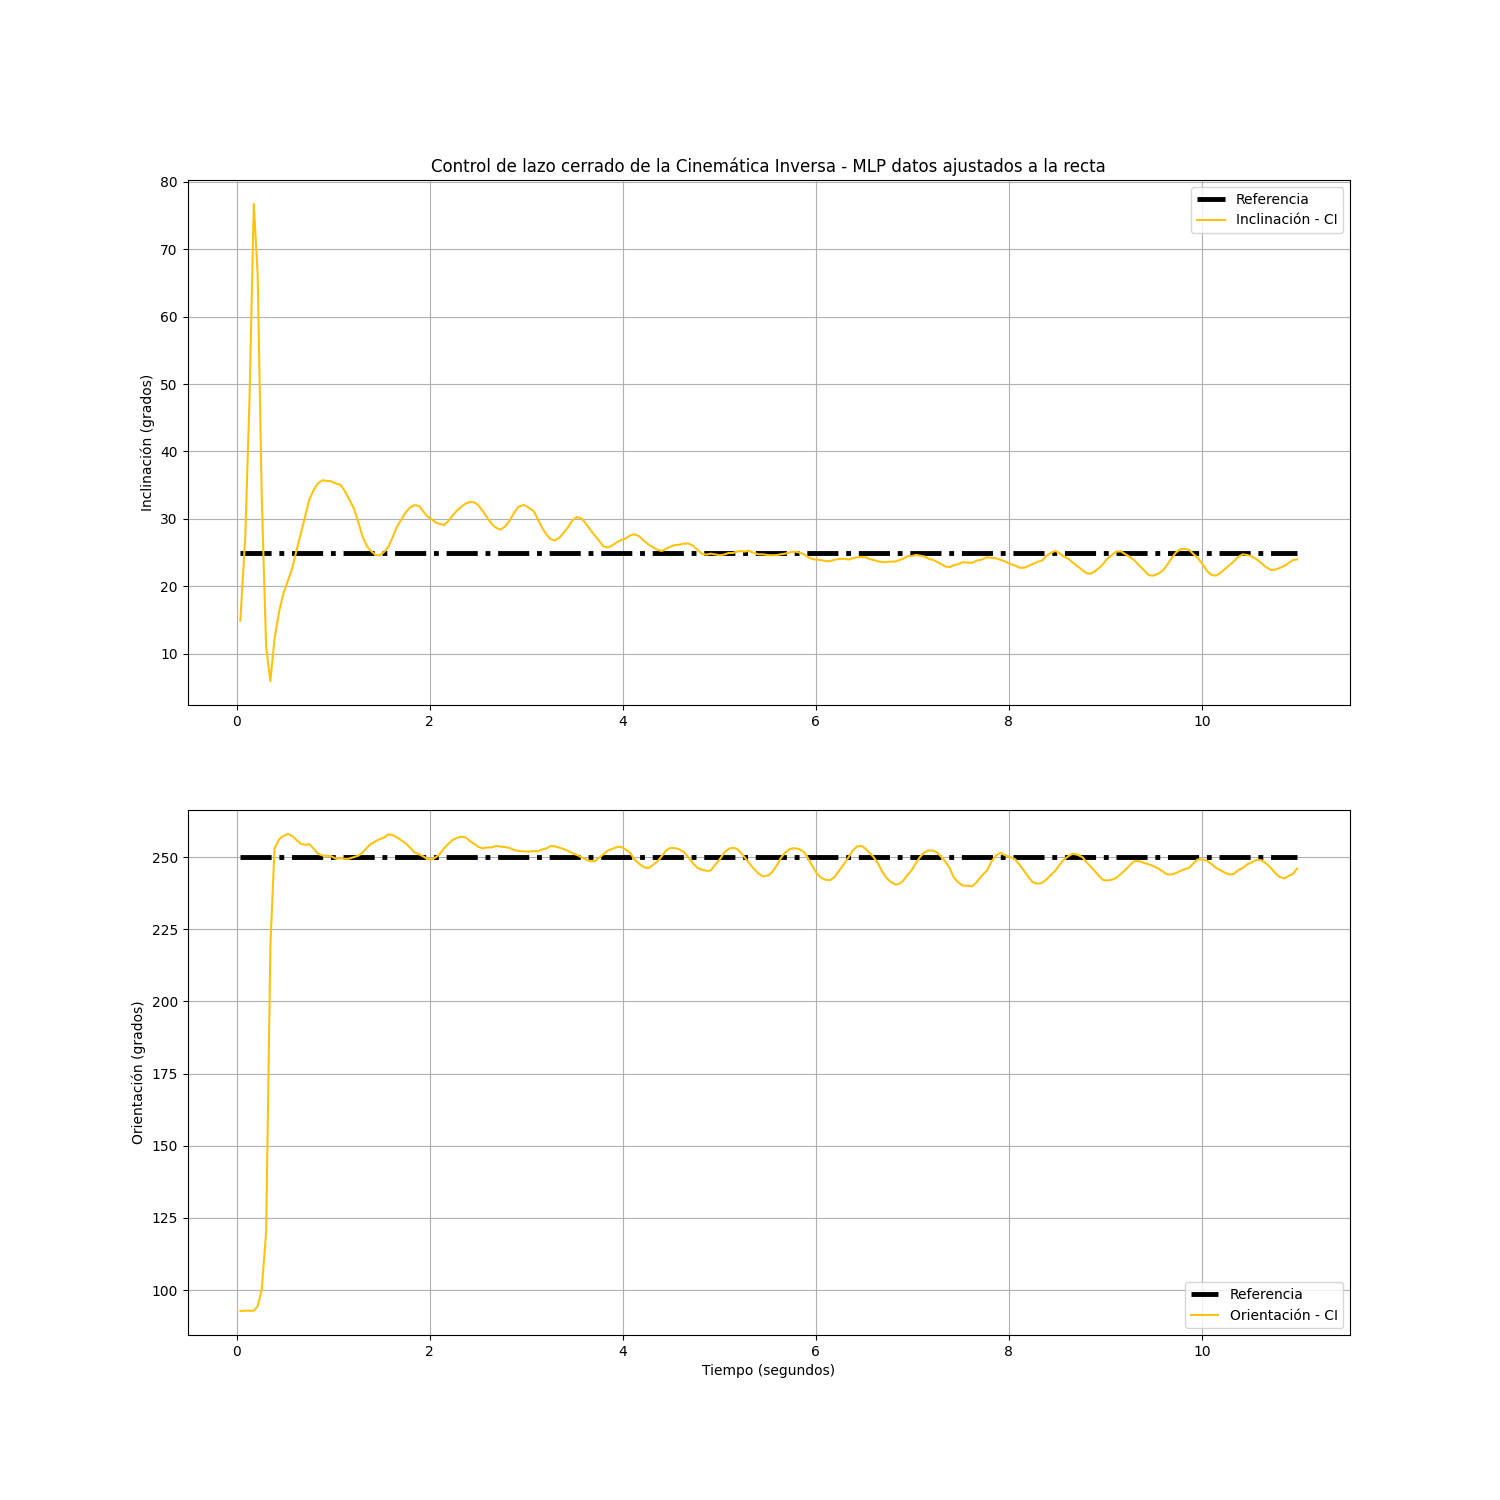 Control de lazo cerrado de la Cinemática Inversa - MLP datos ajustados a la recta
80
70
60
50
40
30
20
10
Inclinación (grados)
Referencia
Inclinación - CI
0 2 4 6 8 10
250
225
200
175
150
125
100
Orientación (grados)
Referencia
Orientación - CI
0 2 4 6 8 10
Tiempo (segundos)